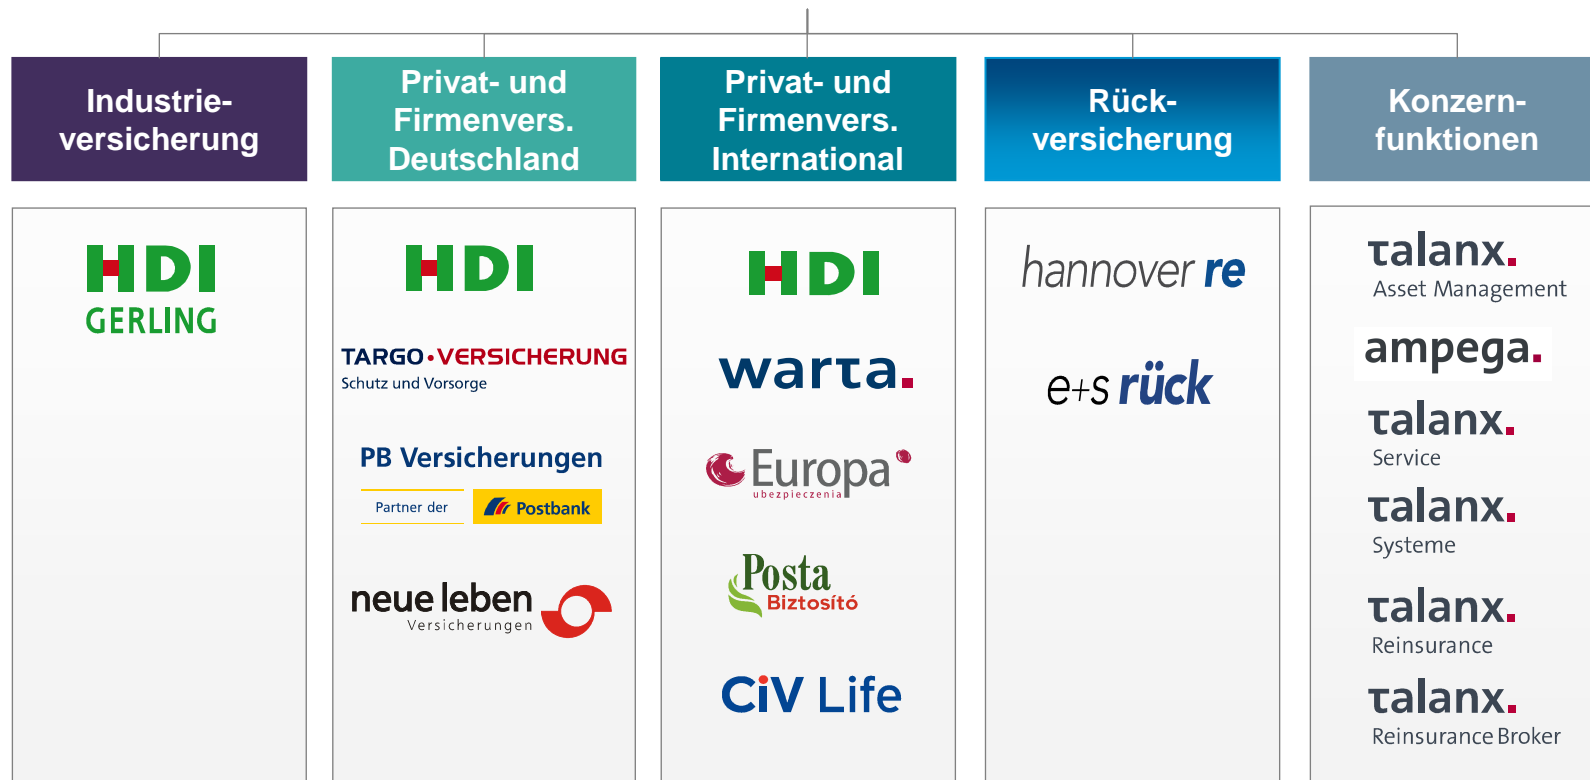 Industrie-
versicherung
Privat- und
Firmenvers.
Deutschland
Privat- und
Firmenvers.
International
Rück-
versicherung
Konzern-
funktionen
HDI
GERLING
HDI
TARGO•VERSICHERUNG
Schutz und Vorsorge
PB Versicherungen
Partner der
Postbank
neue leben
Versicherungen
HDI
warta.
Europa
ubezpieczenia
Posta
Biztosító
CiV Life
hannover re
e+s rück
talanx.
Asset Management
ampega.
talanx.
Service
talanx.
Systeme
talanx.
Reinsurance
talanx.
Reinsurance Broker